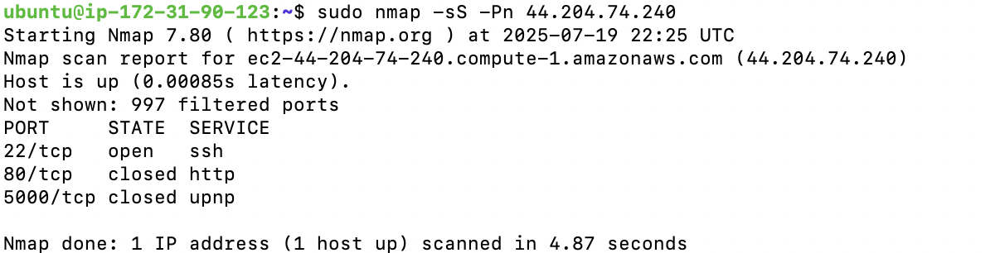 ubuntu@ip-172-31-90-123:~$ sudo nmap -sS -Pn 44.204.74.240
Starting Nmap 7.80 ( https://nmap.org ) at 2025-07-19 22:25 UTC
Nmap scan report for ec2-44-204-74-240.compute-1.amazonaws.com (44.204.74.240)
Host is up (0.00085s latency).
Not shown: 997 filtered ports
PORT     STATE  SERVICE
22/tcp   open   ssh
80/tcp   closed http
5000/tcp closed upnp

Nmap done: 1 IP address (1 host up) scanned in 4.87 seconds